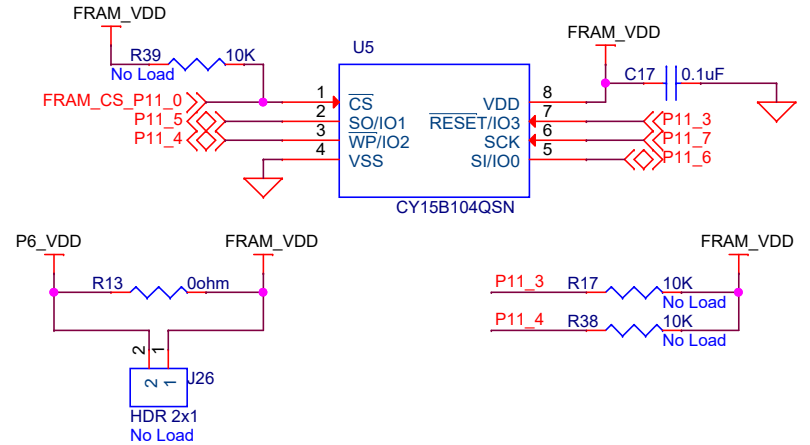 FRAM_VDD
R39 10K
No Load
U5
FRAM_VDD
C17 0.1uF
FRAM_CS_P11_0 1 CS VDD 8
P11_5 2 SO/IO1 RESET/IO3 7 P11_3
P11_4 3 WP/IO2 SCK 6 P11_7
4 VSS SI/IO0 5 P11_6
CY15B104QSN
P6_VDD FRAM_VDD
R13 0ohm
2 1
2 1 J26
HDR 2x1
No Load
FRAM_VDD
P11_3 R17 10K
No Load
P11_4 R38 10K
No Load